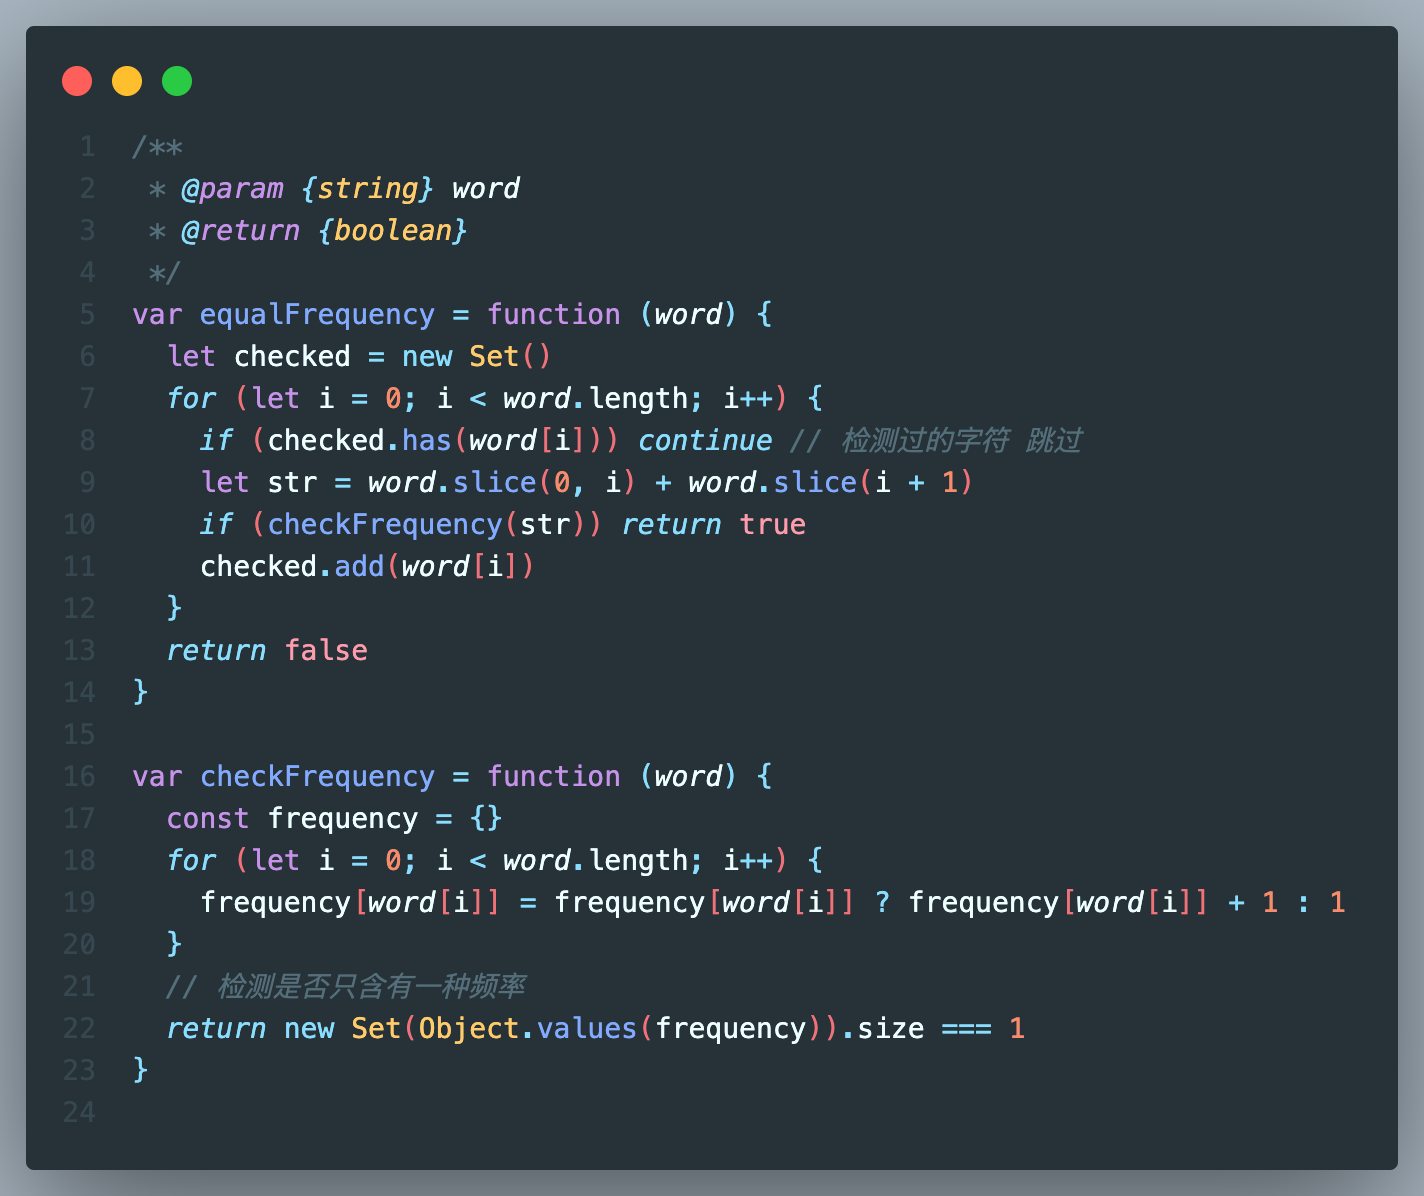 1 /**
2  * @param {string} word
3  * @return {boolean}
4  */
5 var equalFrequency = function (word) {
6   let checked = new Set()
7   for (let i = 0; i < word.length; i++) {
8     if (checked.has(word[i])) continue // 检测过的字符 跳过
9     let str = word.slice(0, i) + word.slice(i + 1)
10     if (checkFrequency(str)) return true
11     checked.add(word[i])
12   }
13   return false
14 }
15
16 var checkFrequency = function (word) {
17   const frequency = {}
18   for (let i = 0; i < word.length; i++) {
19     frequency[word[i]] = frequency[word[i]] ? frequency[word[i]] + 1 : 1
20   }
21   // 检测是否只含有一种频率
22   return new Set(Object.values(frequency)).size === 1
23 }
24